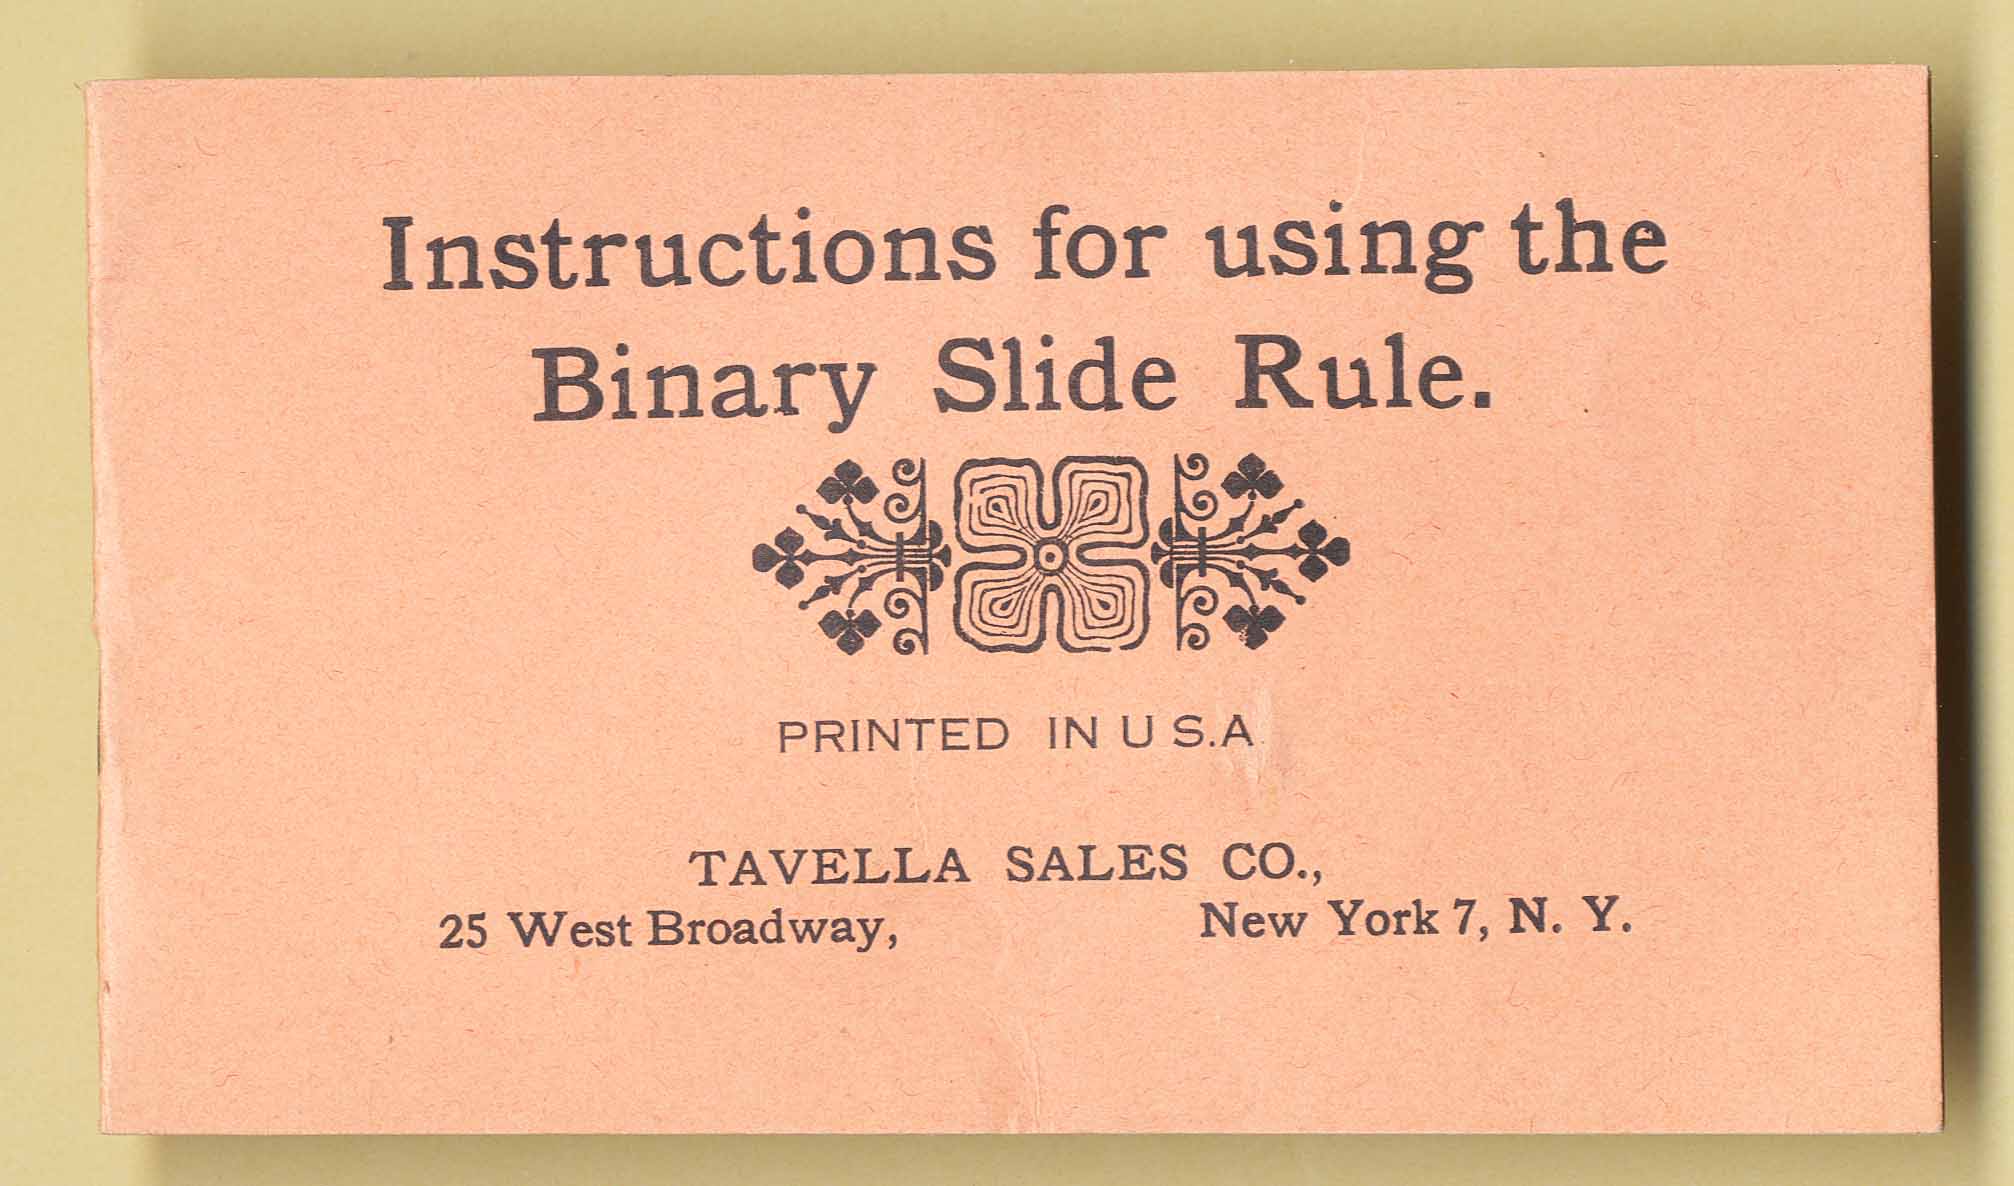 Instructions for using the
Binary Slide Rule.
PRINTED IN U S.A.
TAVELLA SALES CO.,
25 West Broadway, New York 7, N. Y.